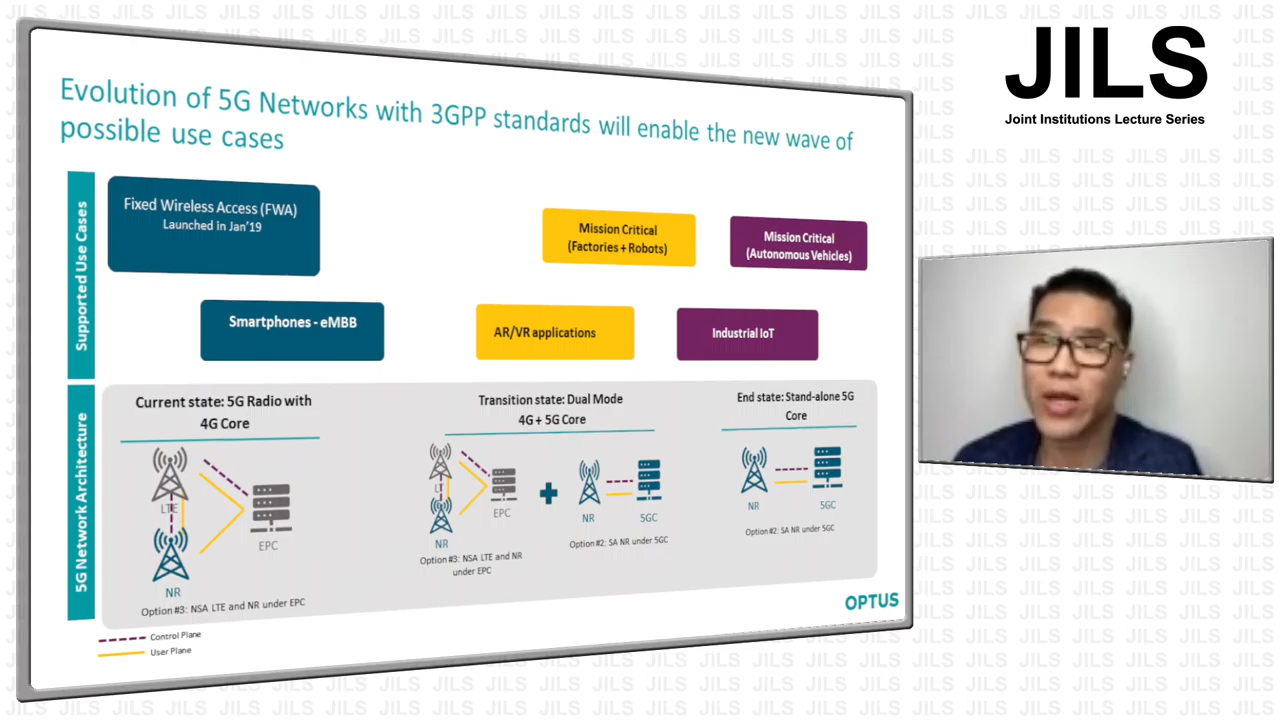 JILS
Joint Institutions Lecture Series
Evolution of 5G Networks with 3GPP standards will enable the new wave of
possible use cases
Supported Use Cases
Fixed Wireless Access (FWA)
Launched in Jan'19
Mission Critical
(Factories + Robots)
Mission Critical
(Autonomous Vehicles)
Smartphones - eMBB
AR/VR applications
Industrial IoT
5G Network Architecture
Current state: 5G Radio with
4G Core
LTE
EPC
NR
Option #3: NSA LTE and NR under EPC
Transition state: Dual Mode
4G + 5G Core
LT
EPC
NR
Option #3: NSA LTE and NR
under EPC
+
NR
5GC
Option #2: SA NR under 5GC
End state: Stand-alone 5G
Core
NR
5GC
Option #2: SA NR under 5GC
OPTUS
Control Plane
User Plane